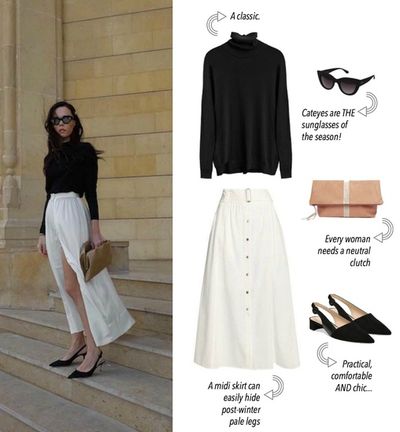 A classic.
Cateyes are THE
sunglasses of
the season!
Every woman
needs a neutral
clutch
A midi skirt can
easily hide
post-winter
pale legs
Practical,
comfortable
AND chic...